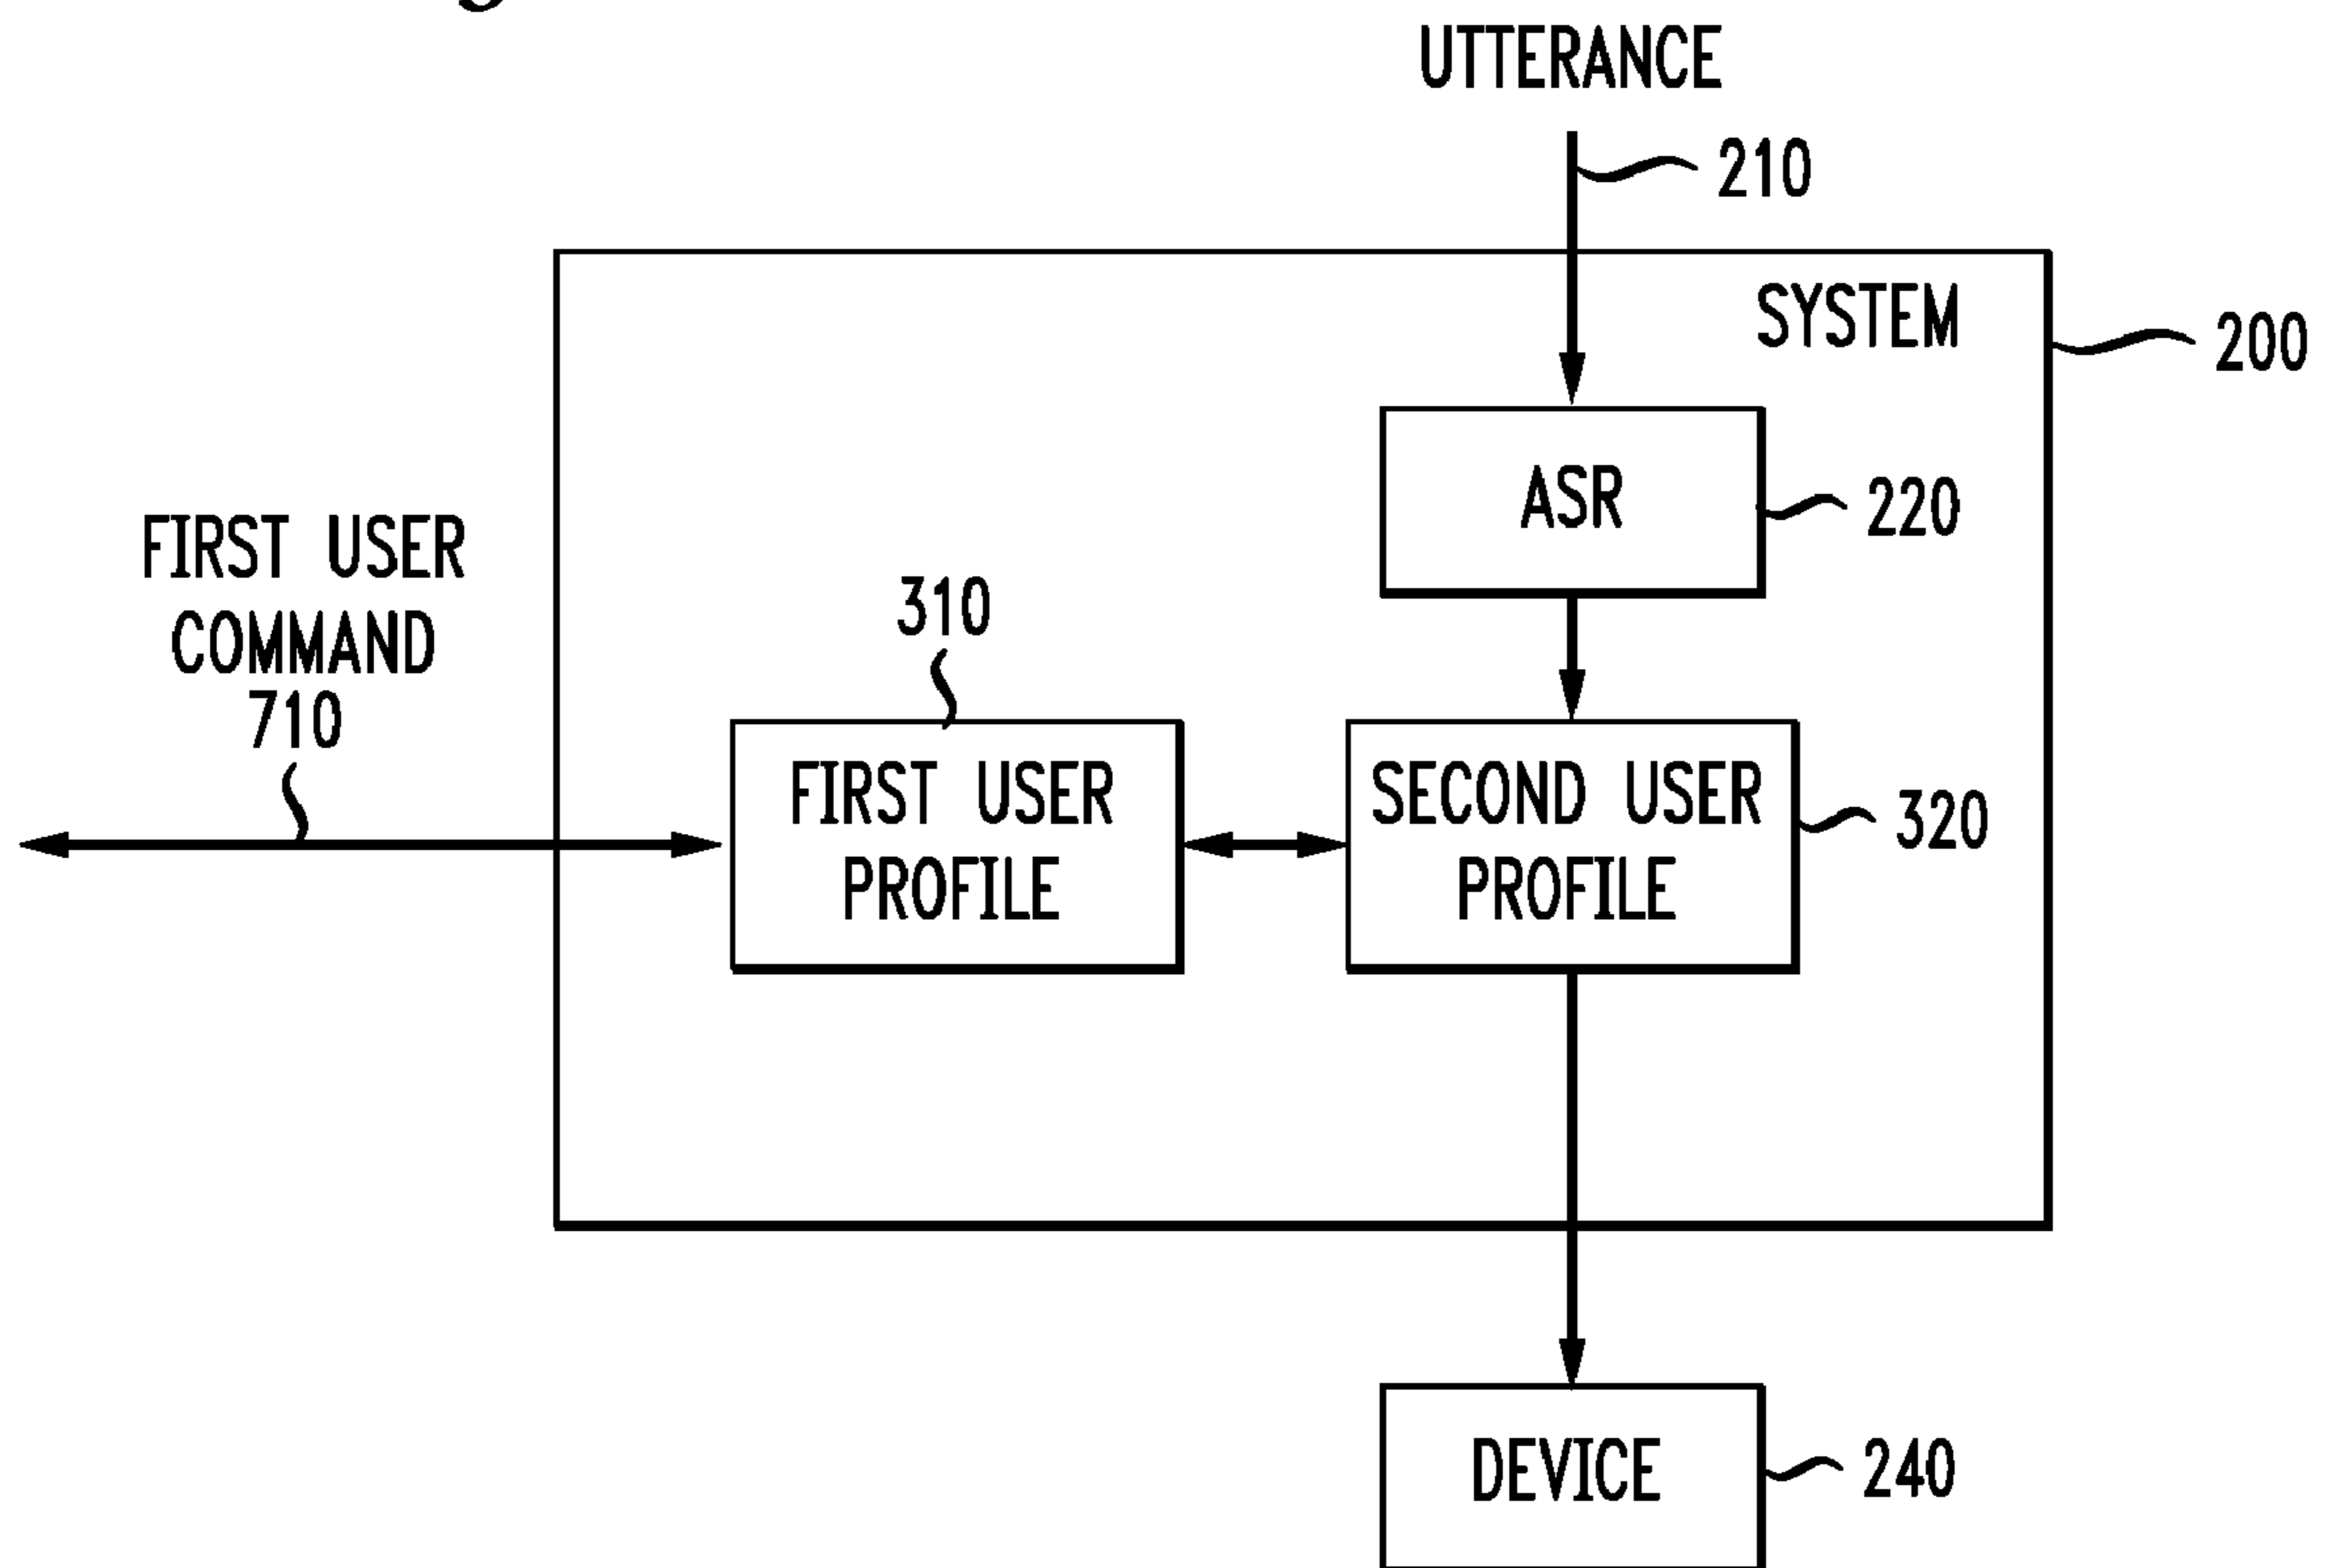 UTTERANCE
210
SYSTEM
200
ASR
220
FIRST USER
COMMAND
710
310
FIRST USER
PROFILE
SECOND USER
PROFILE
320
DEVICE
240